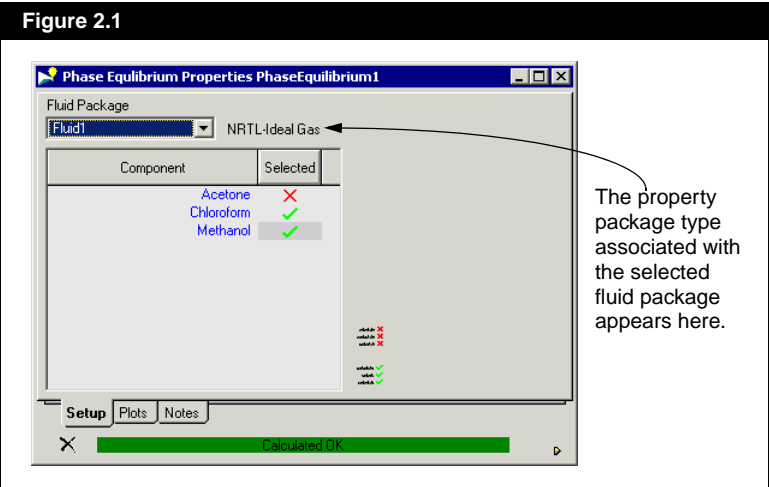 Figure 2.1
Phase Equlibrium Properties PhaseEquilibrium1
Fluid Package
Fluid1
NRTL-Ideal Gas
Component Selected
Acetone
Chloroform
Methanol
The property
package type
associated with
the selected
fluid package
appears here.
Setup Plots Notes
Calculated OK